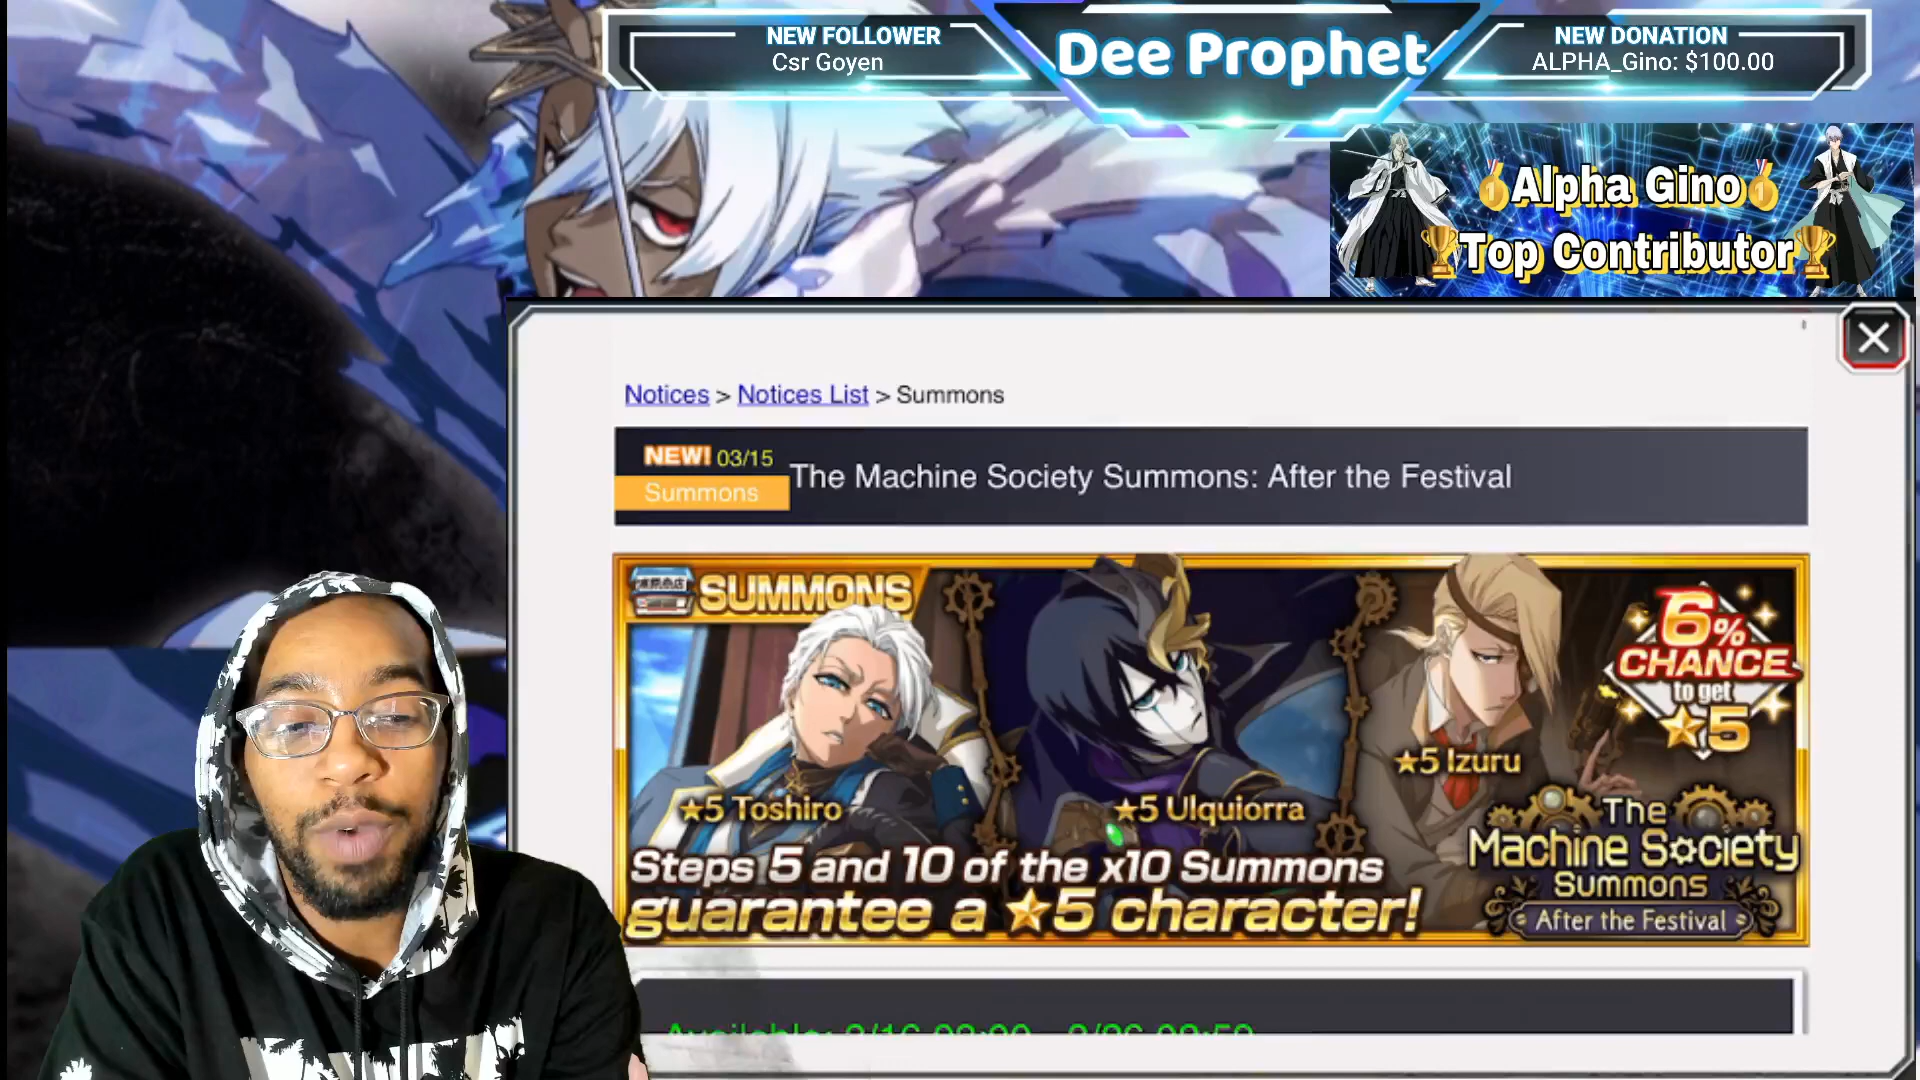 NEW FOLLOWER
Csr Goyen
Dee Prophet
NEW DONATION
ALPHA_Gino: $100.00
Alpha Gino
Top Contributor
Notices > Notices List > Summons
NEW! 03/15
Summons
The Machine Society Summons: After the Festival
SUMMONS
6%
CHANCE
to get
★5
★5 Toshiro
★5 Ulquiorra
★5 Izuru
Steps 5 and 10 of the x10 Summons
guarantee a ★5 character!
The
Machine Society
Summons
After the Festival